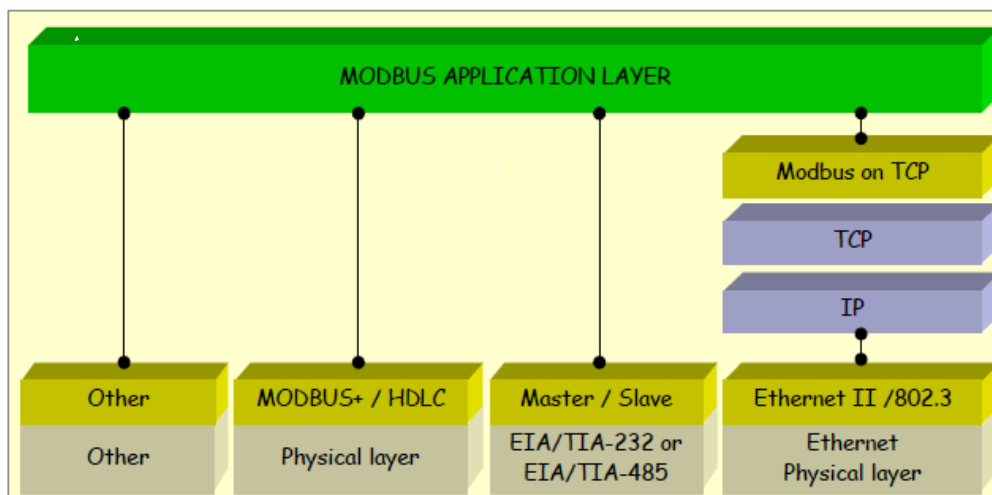 MODBUS APPLICATION LAYER
Modbus on TCP
TCP
IP
Other
MODBUS+ / HDLC
Master / Slave
Ethernet II /802.3
Other
Physical layer
EIA/TIA-232 or
EIA/TIA-485
Ethernet
Physical layer